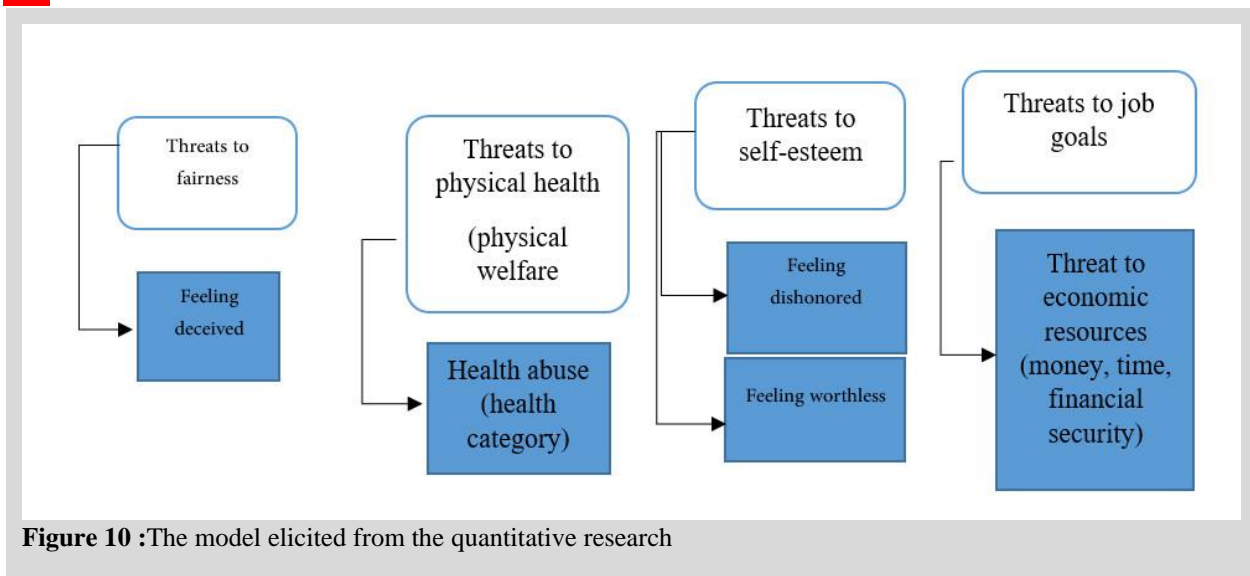 Threats to
fairness
Feeling
deceived
Threats to
physical health
(physical
welfare
Health abuse
(health
category)
Threats to
self-esteem
Feeling
dishonored
Feeling worthless
Threats to job
goals
Threat to
economic
resources
(money, time,
financial
security)
Figure 10 :The model elicited from the quantitative research